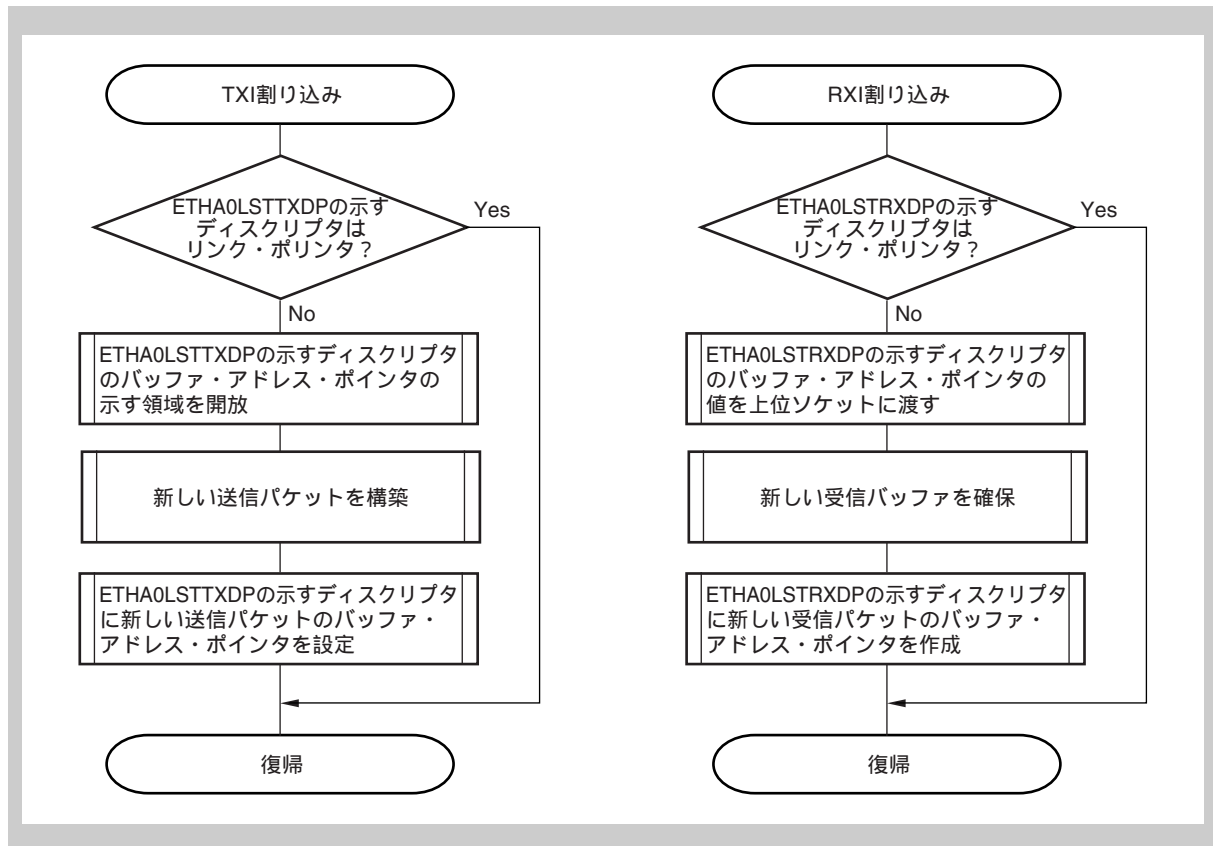 TXI割り込み
ETHA0LSTTXDPの示す
ディスクリプタは
リンク・ポリンタ？
Yes
No
ETHA0LSTTXDPの示すディスクリプタ
のバッファ・アドレス・ポインタの
示す領域を開放
新しい送信パケットを構築
ETHA0LSTTXDPの示すディスクリプタ
に新しい送信パケットのバッファ・
アドレス・ポインタを設定
復帰
RXI割り込み
ETHA0LSTRXDPの示す
ディスクリプタは
リンク・ポリンタ？
Yes
No
ETHA0LSTRXDPの示すディスクリプタ
のバッファ・アドレス・ポインタの
値を上位ソケットに渡す
新しい受信バッファを確保
ETHA0LSTRXDPの示すディスクリプタ
に新しい受信パケットのバッファ・
アドレス・ポインタを作成
復帰